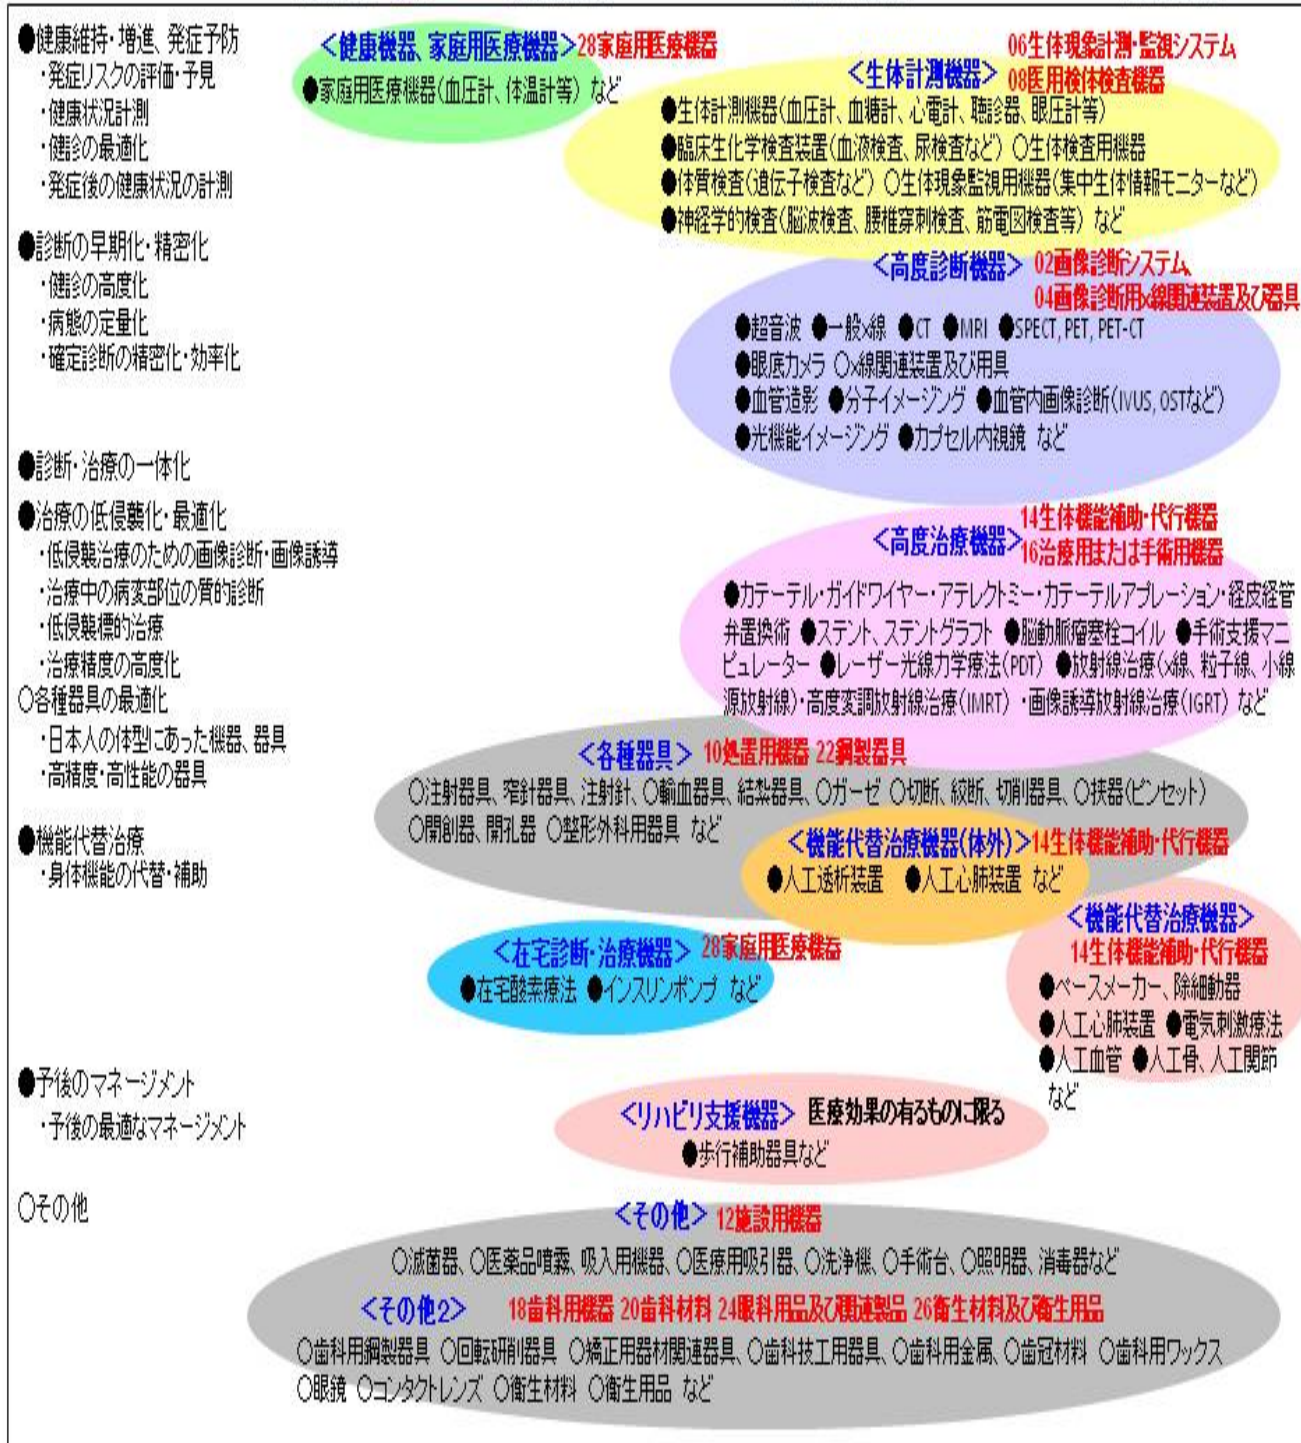 ●健康維持・増進、発症予防
・発症リスクの評価・予見
・健康状況計測
・健診の最適化
・発症後の健康状況の計測
●診断の早期化・精密化
・健診の高度化
・病態の定量化
・確定診断の精密化・効率化
●診断・治療の一体化
●治療の低侵襲化・最適化
・低侵襲治療のための画像診断・画像誘導
・治療中の病変部位の質的診断
・低侵襲標的治療
・治療精度の高度化
○各種器具の最適化
・日本人の体型にあった機器、器具
・高精度・高性能の器具
●機能代替治療
・身体機能の代替・補助
●予後のマネージメント
・予後の最適なマネージメント
○その他
<健康機器、家庭用医療機器>28家庭用医療機器
●家庭用医療機器(血圧計、体温計等) など
06生体現象計測・監視システム
<生体計測機器> 08医用検体検査機器
●生体計測機器(血圧計、血糖計、心電計、聴診器、眼圧計等)
●臨床生化学検査装置(血液検査、尿検査など) ○生体検査用機器
●体質検査(遺伝子検査など) ○生体現象監視用機器(集中生体情報モニターなど)
●神経学的検査(脳波検査、腰椎穿刺検査、筋電図検査等) など
<高度診断機器> 02画像診断システム、
04画像診断用x線関連装置及び器具
●超音波 ●一般x線 ●CT ●MRI ●SPECT, PET, PET-CT
●眼底カメラ ○x線関連装置及び用具
●血管造影 ●分子イメージング ●血管内画像診断(IVUS, OSTなど)
●光機能イメージング ●カプセル内視鏡 など
14生体機能補助・代行機器
<高度治療機器> 16治療用または手術用機器
●カテーテル・ガイドワイヤー・アテレクトミー・カテーテルアブレーション・経皮経管
弁置換術 ●ステント、ステントグラフト ●脳動脈瘤塞栓コイル ●手術支援マニ
ピュレーター ●レーザー光線力学療法(PDT) ●放射線治療(x線、粒子線、小線
源放射線)・高度変調放射線治療(IMRT) ・画像誘導放射線治療(IGRT) など
<各種器具> 10処置用機器 22鋼製器具
○注射器具、穿針器具、注射針、○輸血器具、結紮器具、○ガーゼ ○切断、絞断、切削器具、○挟器(ピンセット)
○開創器、開孔器 ○整形外科用器具 など
<機能代替治療機器(体外)>14生体機能補助・代行機器
●人工透析装置 ●人工心肺装置 など
<機能代替治療機器>
14生体機能補助・代行機器
●ペースメーカー、除細動器
●人工心肺装置 ●電気刺激療法
●人工血管 ●人工骨、人工関節
など
<在宅診断・治療機器> 28家庭用医療機器
●在宅酸素療法 ●インスリンポンプ など
<リハビリ支援機器> 医療効果の有るものに限る
●歩行補助器具など
<その他> 12施設用機器
○滅菌器、○医薬品噴霧、吸入用機器、○医療用吸引器、○洗浄機、○手術台、○照明器、消毒器など
<その他2> 18歯科用機器 20歯科材料 24眼科用品及び関連製品 26衛生材料及び衛生用品
○歯科用鋼製器具 ○回転研削器具 ○矯正用器材関連器具、○歯科技工用器具、○歯科用金属、○歯冠材料 ○歯科用ワックス
○眼鏡 ○コンタクトレンズ ○衛生材料 ○衛生用品 など